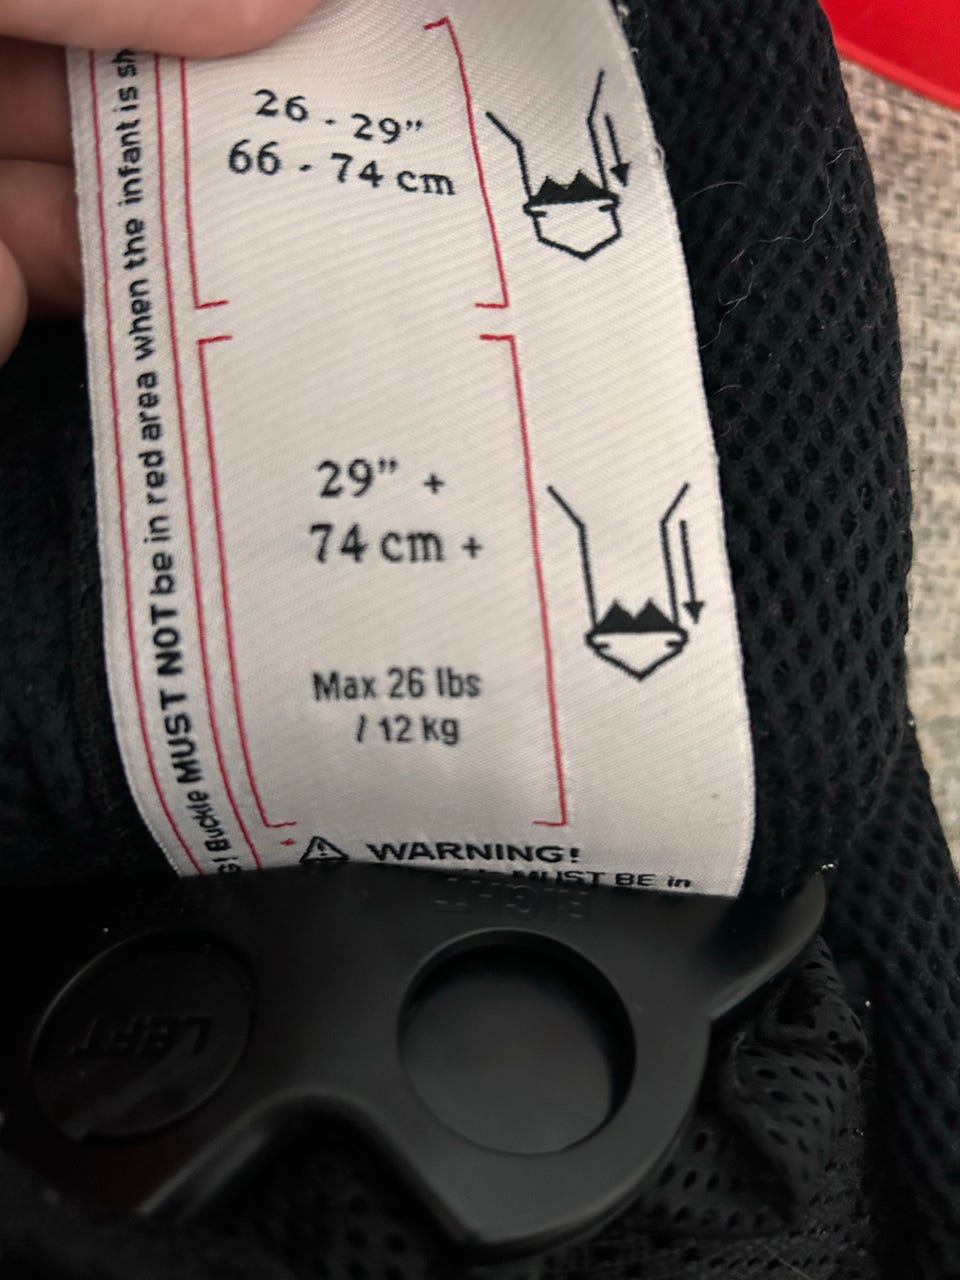 26 - 29"
66 - 74 cm
29" +
74 cm +
Max 26 lbs
/ 12 kg
WARNING!
MUST BE in
Buckle MUST NOT be in red area when the infant is
LEFT
RIGHT